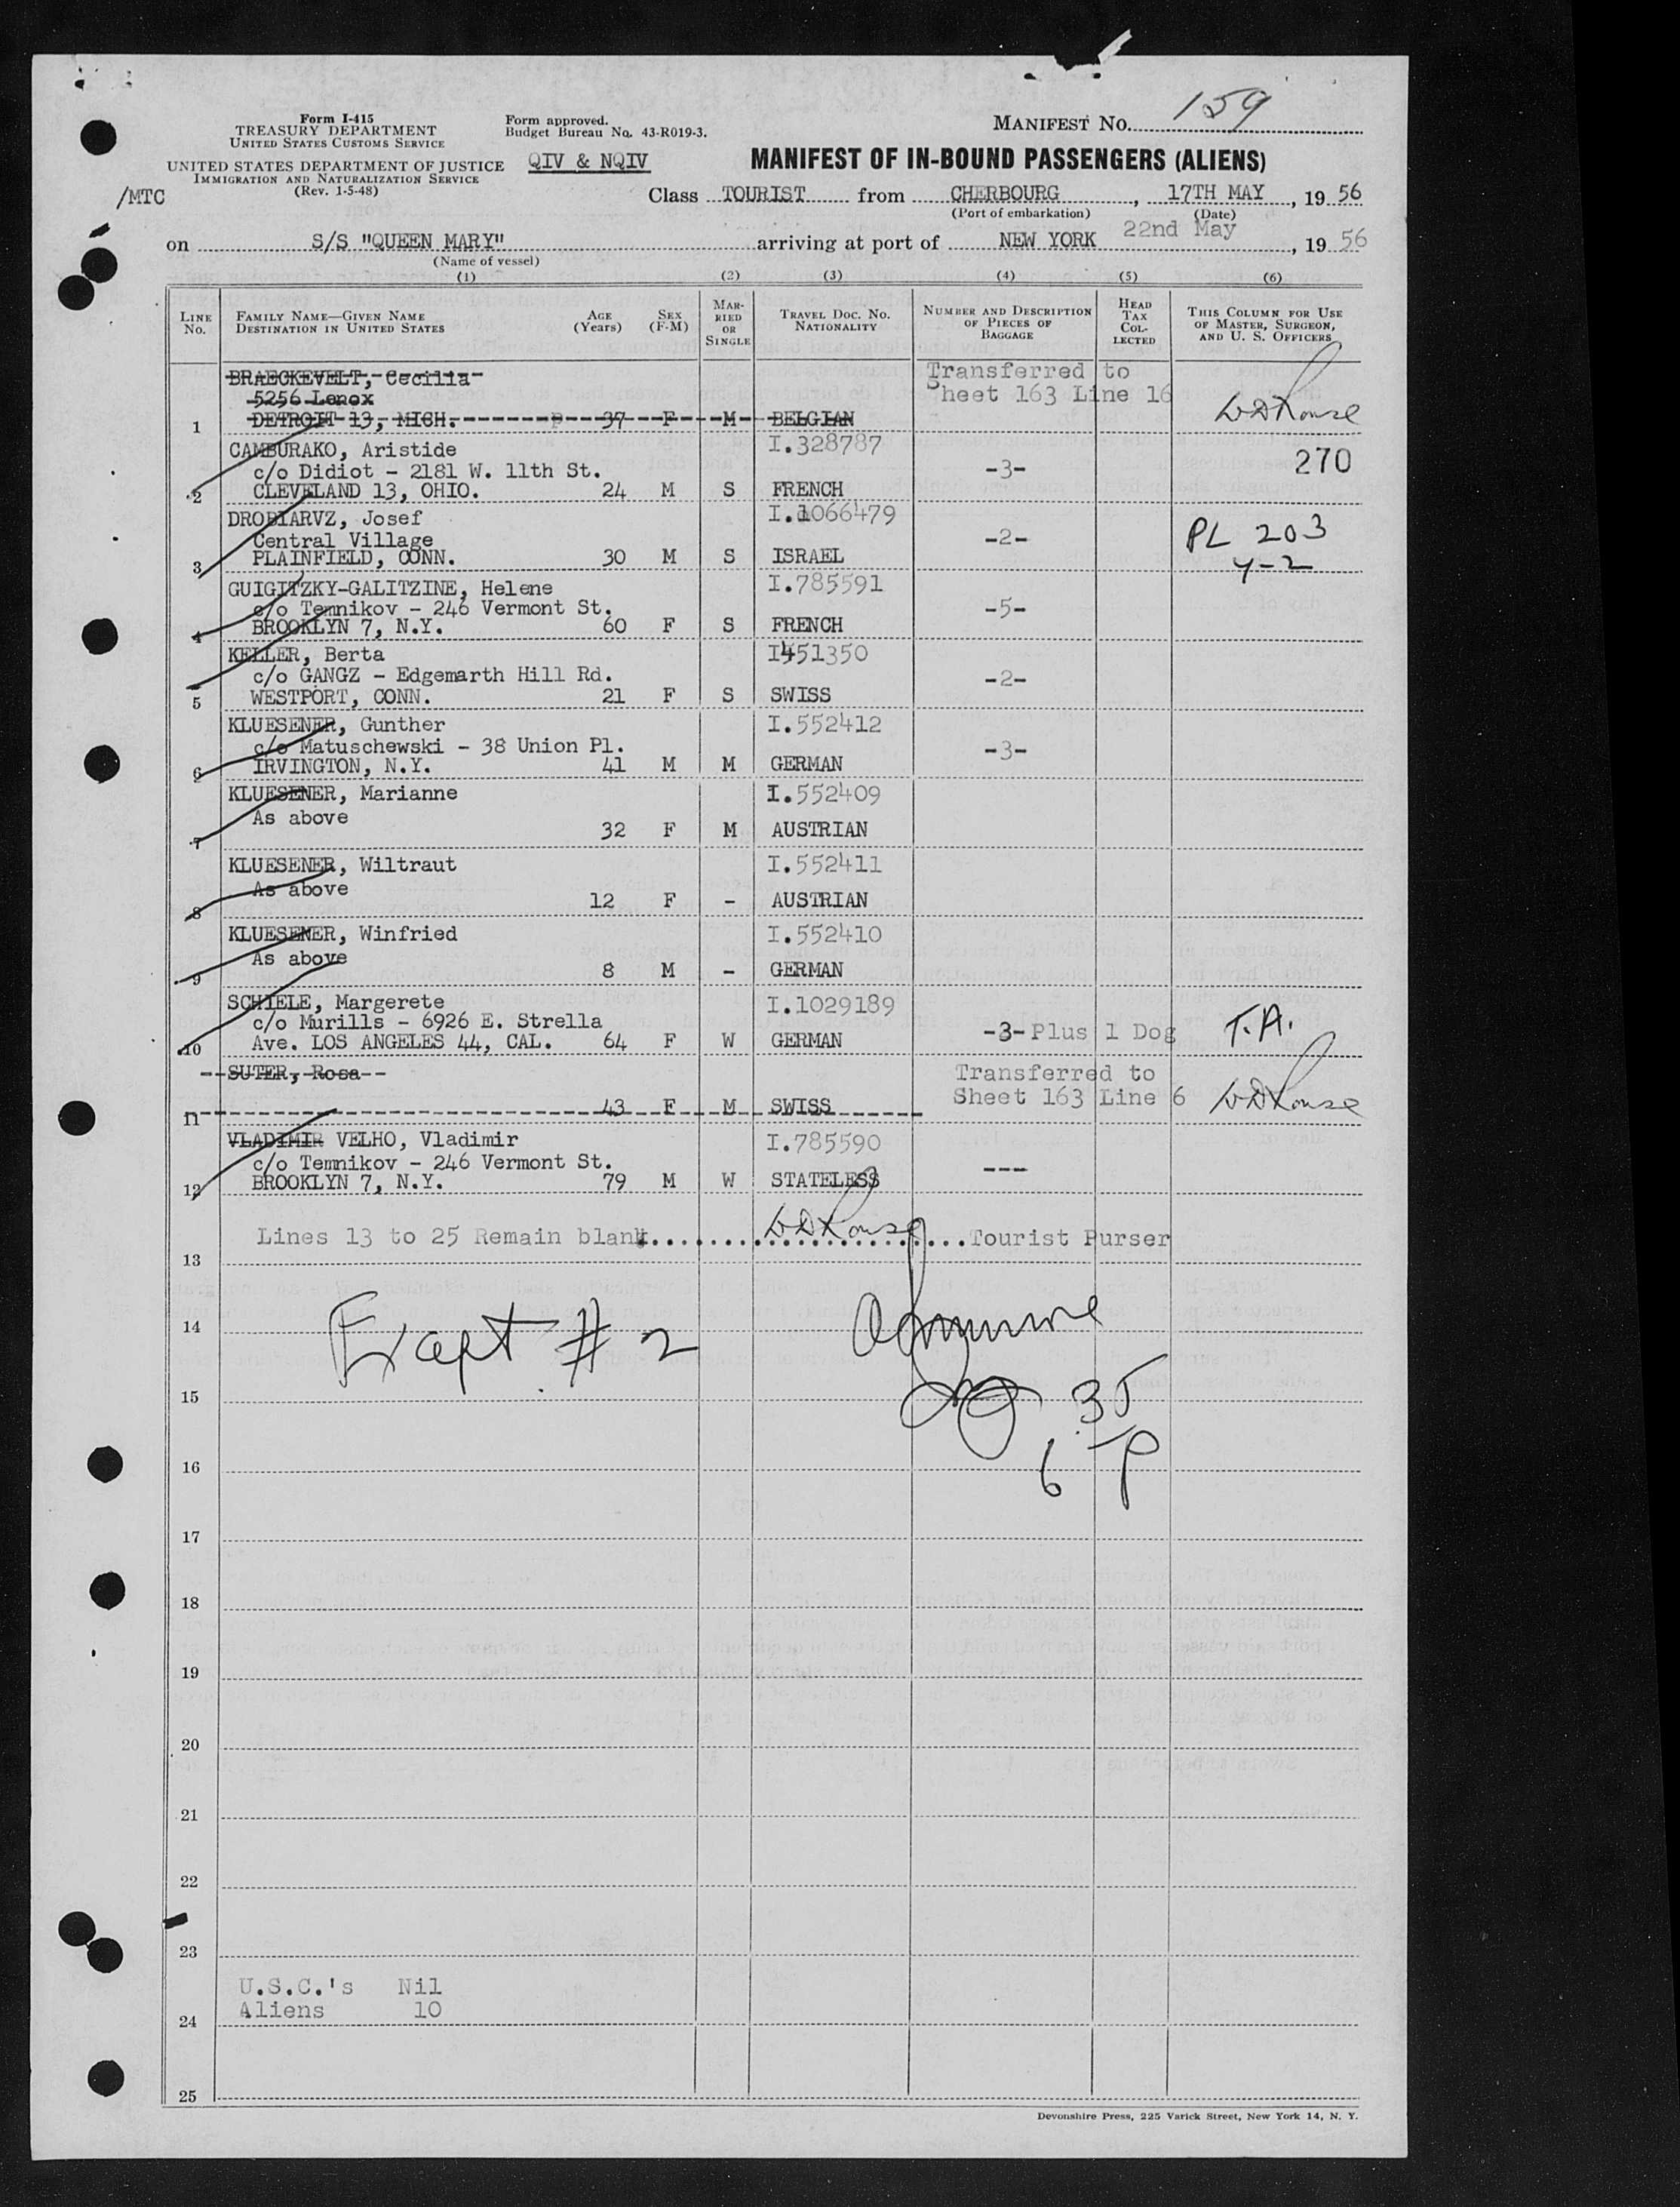 Form I-415
TREASURY DEPARTMENT
UNITED STATES CUSTOMS SERVICE
UNITED STATES DEPARTMENT OF JUSTICE
IMMIGRATION AND NATURALIZATION SERVICE
(Rev. 1-5-48)
/MTC
Form approved.
Budget Bureau No. 43-R019-3.
QIV & NQIV
MANIFEST NO. 159
MANIFEST OF IN-BOUND PASSENGERS (ALIENS)
Class TOURIST from CHERBOURG, 17TH MAY, 19 56
(Port of embarkation) (Date)
on S/S "QUEEN MARY" arriving at port of NEW YORK 22nd May, 19 56
(Name of vessel)
(1) (2) (3) (4) (5) (6)
LINE No. FAMILY NAME—GIVEN NAME DESTINATION IN UNITED STATES AGE (Years) SEX (F-M) MARRIED OR SINGLE TRAVEL DOC. NO. NATIONALITY NUMBER AND DESCRIPTION OF PIECES OF BAGGAGE HEAD TAX COLLECTED THIS COLUMN FOR USE OF MASTER, SURGEON, AND U. S. OFFICERS
BRAECKEVELT, Cecilia Transferred to
5256 Lenox Sheet 163 Line 16
1 DETROIT 13, MICH. 37 F M BELGIAN
CAMBURAKO, Aristide I.328787
c/o Didiot - 2181 W. 11th St. -3- 270
2 CLEVELAND 13, OHIO. 24 M S FRENCH
DROBIARVZ, Josef I.1066479
Central Village -2- PL 203
3 PLAINFIELD, CONN. 30 M S ISRAEL 4-2
GUIGITZKY-GALITZINE, Helene I.785591
c/o Temnikov - 246 Vermont St. -5-
4 BROOKLYN 7, N.Y. 60 F S FRENCH
KELLER, Berta I451350
c/o GANGZ - Edgemarth Hill Rd. -2-
5 WESTPORT, CONN. 21 F S SWISS
KLUESENER, Gunther I.552412
c/o Matuschewski - 38 Union Pl. -3-
6 IRVINGTON, N.Y. 41 M M GERMAN
KLUESENER, Marianne I.552409
As above
7 32 F M AUSTRIAN
KLUESENER, Wiltraut I.552411
As above
8 12 F - AUSTRIAN
KLUESENER, Winfried I.552410
As above
9 8 M - GERMAN
SCHIELE, Margerete I.1029189
c/o Murills - 6926 E. Strella -3- Plus 1 Dog T.A.
10 Ave. LOS ANGELES 44, CAL. 64 F W GERMAN
--SUTER, Rosa-- Transferred to
Sheet 163 Line 6
11 43 F M SWISS
VLADIMIR VELHO, Vladimir I.785590
c/o Temnikov - 246 Vermont St. ---
12 BROOKLYN 7, N.Y. 79 M W STATELESS
Lines 13 to 25 Remain blank. Tourist Purser
13
14 Except # 2
15 35
16 6 P
17
18
19
20
21
22
23
U.S.C.'s Nil
Aliens 10
24
25
Devonshire Press, 225 Varick Street, New York 14, N. Y.